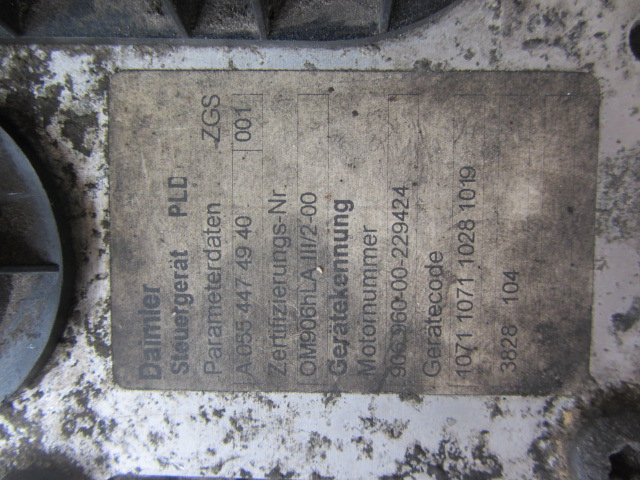 Daimler
Steuergerät PLD
Parameterdaten ZGS
A 055 447 49 40 001
Zertifizierungs-Nr.
OM906hLA III/2-00
Gerätekennung
Motornummer
906.960-00-229424
Gerätecode
1071 1071 1028 1019
3828 104